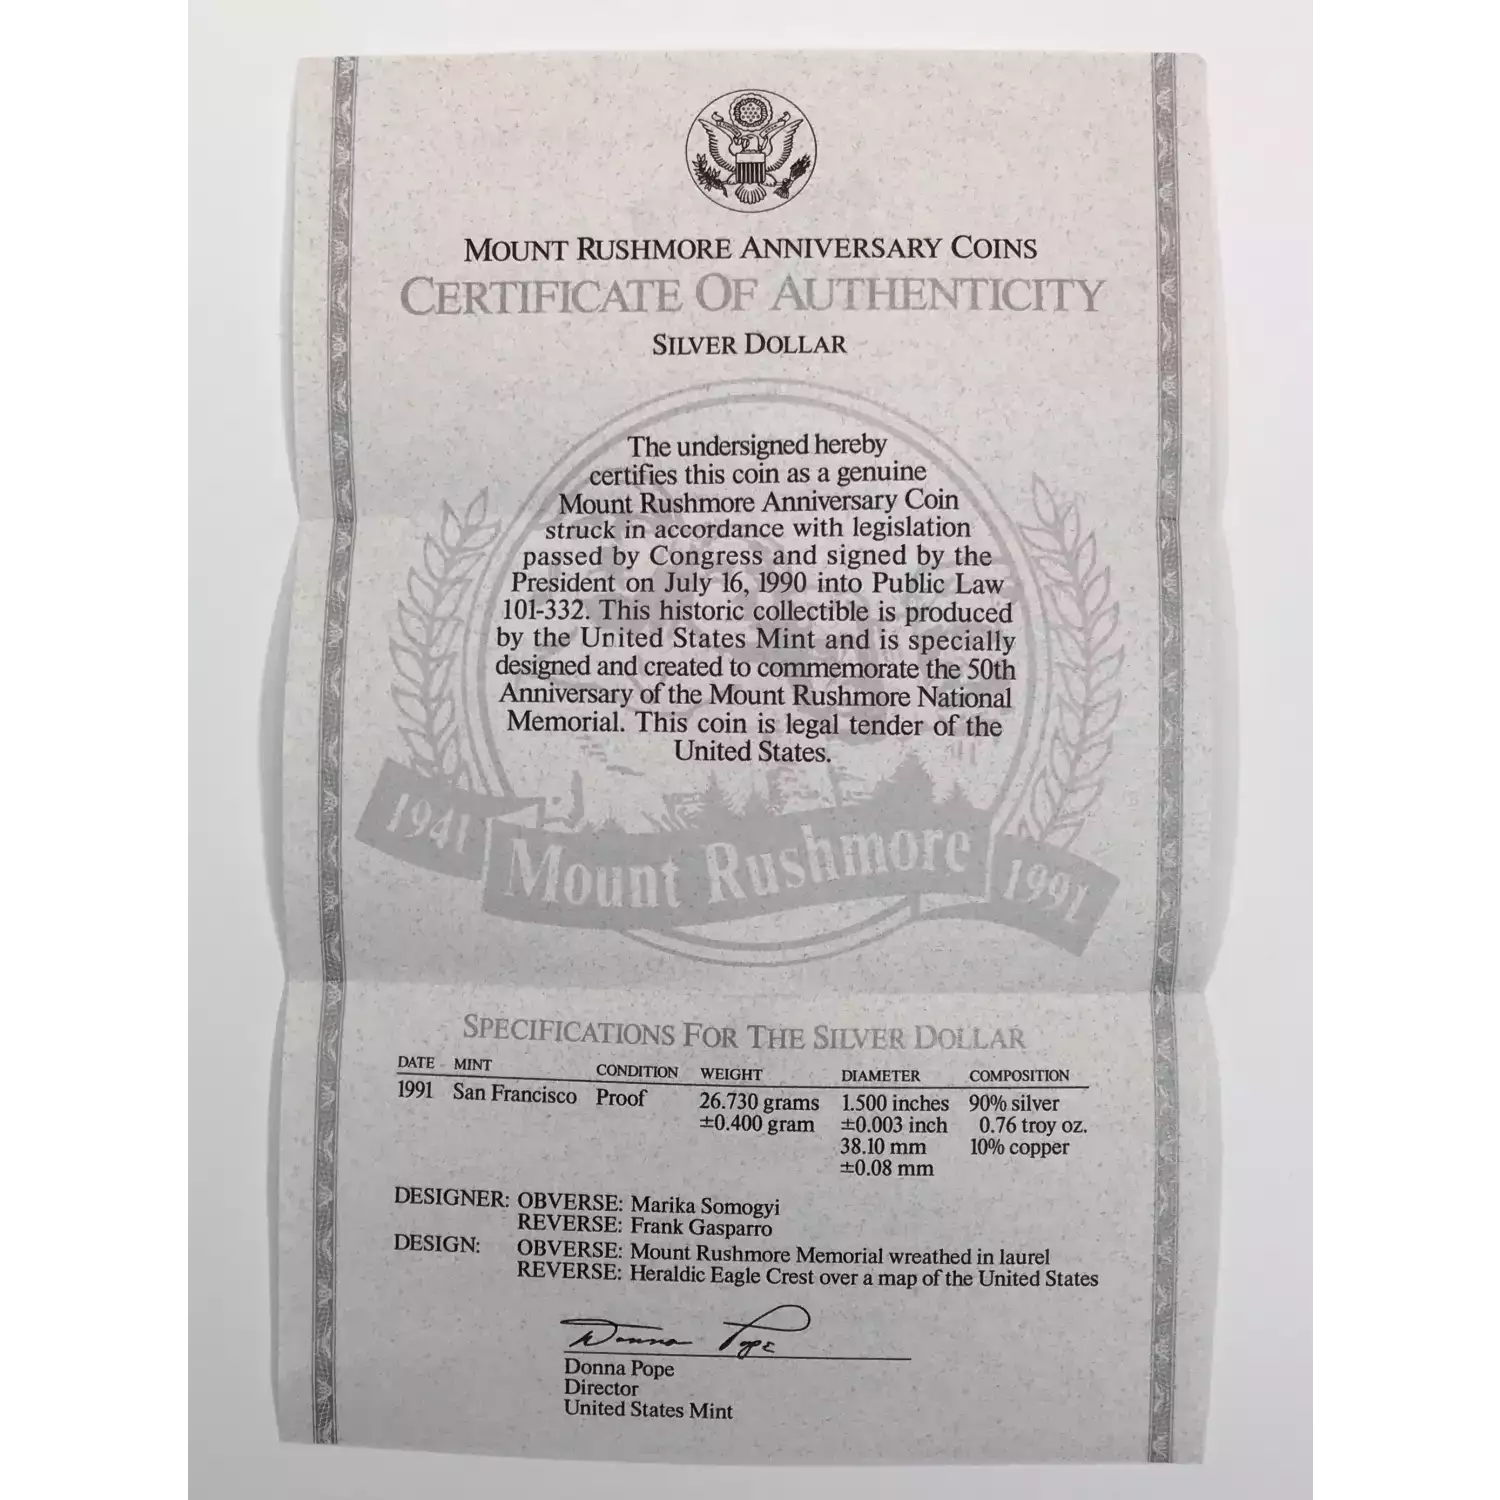 MOUNT RUSHMORE ANNIVERSARY COINS
CERTIFICATE OF AUTHENTICITY
SILVER DOLLAR
The undersigned hereby
certifies this coin as a genuine
Mount Rushmore Anniversary Coin
struck in accordance with legislation
passed by Congress and signed by the
President on July 16, 1990 into Public Law
101-332. This historic collectible is produced
by the United States Mint and is specially
designed and created to commemorate the 50th
Anniversary of the Mount Rushmore National
Memorial. This coin is legal tender of the
United States.
1941 Mount Rushmore 1991
SPECIFICATIONS FOR THE SILVER DOLLAR
DATE MINT CONDITION WEIGHT DIAMETER COMPOSITION
1991 San Francisco Proof 26.730 grams 1.500 inches 90% silver
±0.400 gram ±0.003 inch 0.76 troy oz.
38.10 mm 10% copper
±0.08 mm
DESIGNER: OBVERSE: Marika Somogyi
REVERSE: Frank Gasparro
DESIGN: OBVERSE: Mount Rushmore Memorial wreathed in laurel
REVERSE: Heraldic Eagle Crest over a map of the United States
Donna Pope
Donna Pope
Director
United States Mint